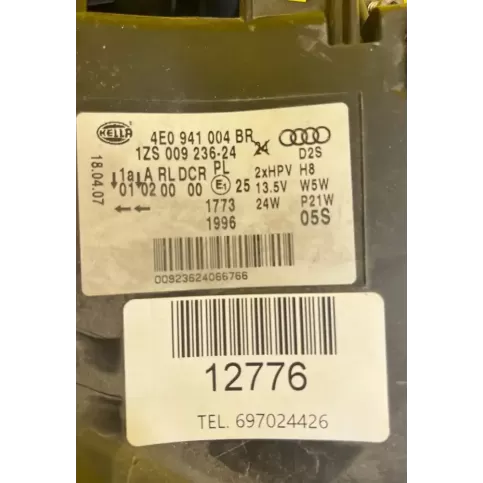 HELLA
4E0 941 004 BR
1ZS 009 236-24
18.04.07
24
D2S
1a A RL DCR PL
2xHPV H8
01 02 00 00 E1 25 13.5V W5W
1773 24W P21W
1996 05S
00923624066766
12776
TEL. 697024426